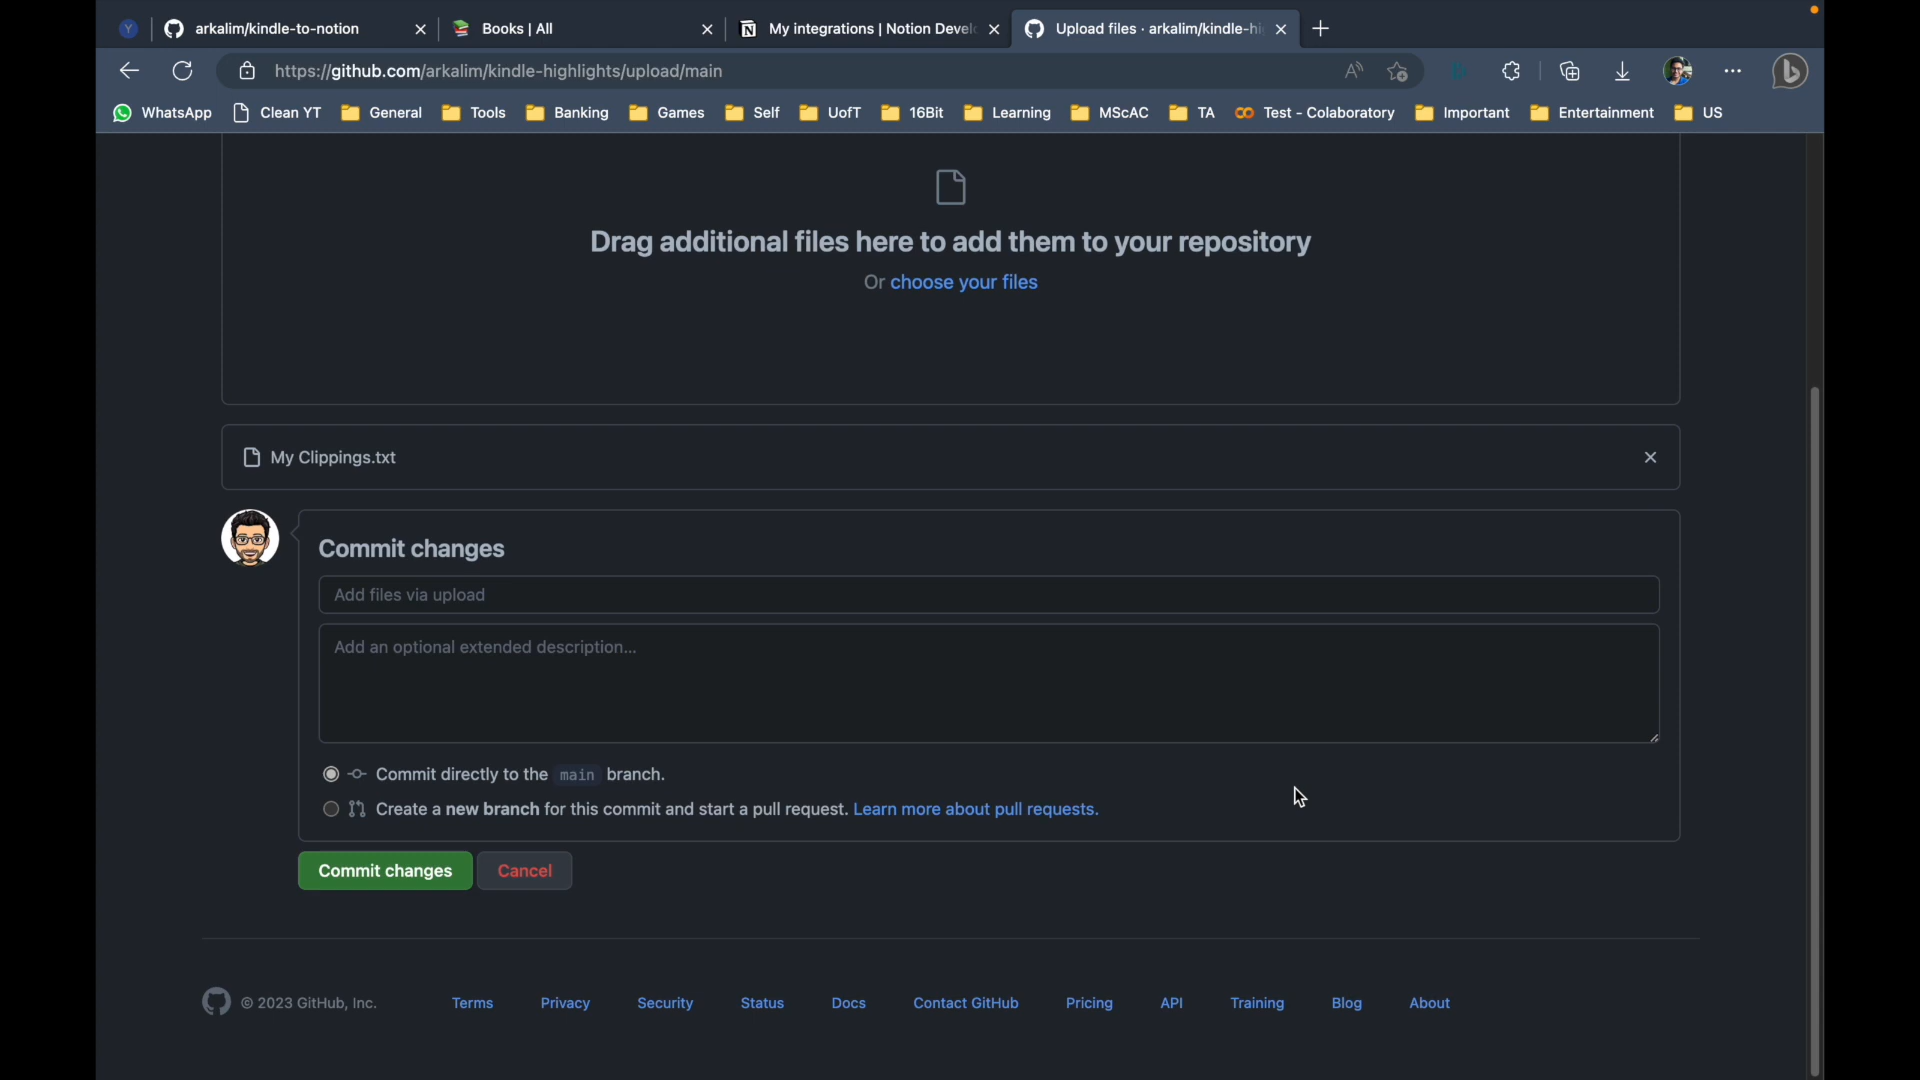 Y
arkalim/kindle-to-notion
Books | All
My integrations | Notion Devel
Upload files · arkalim/kindle-hi
https://github.com/arkalim/kindle-highlights/upload/main
WhatsApp
Clean YT
General
Tools
Banking
Games
Self
UofT
16Bit
Learning
MScAC
TA
Test - Colaboratory
Important
Entertainment
US
Drag additional files here to add them to your repository
Or choose your files
My Clippings.txt
Commit changes
Add files via upload
Add an optional extended description...
Commit directly to the main branch.
Create a new branch for this commit and start a pull request. Learn more about pull requests.
Commit changes
Cancel
© 2023 GitHub, Inc.
Terms
Privacy
Security
Status
Docs
Contact GitHub
Pricing
API
Training
Blog
About